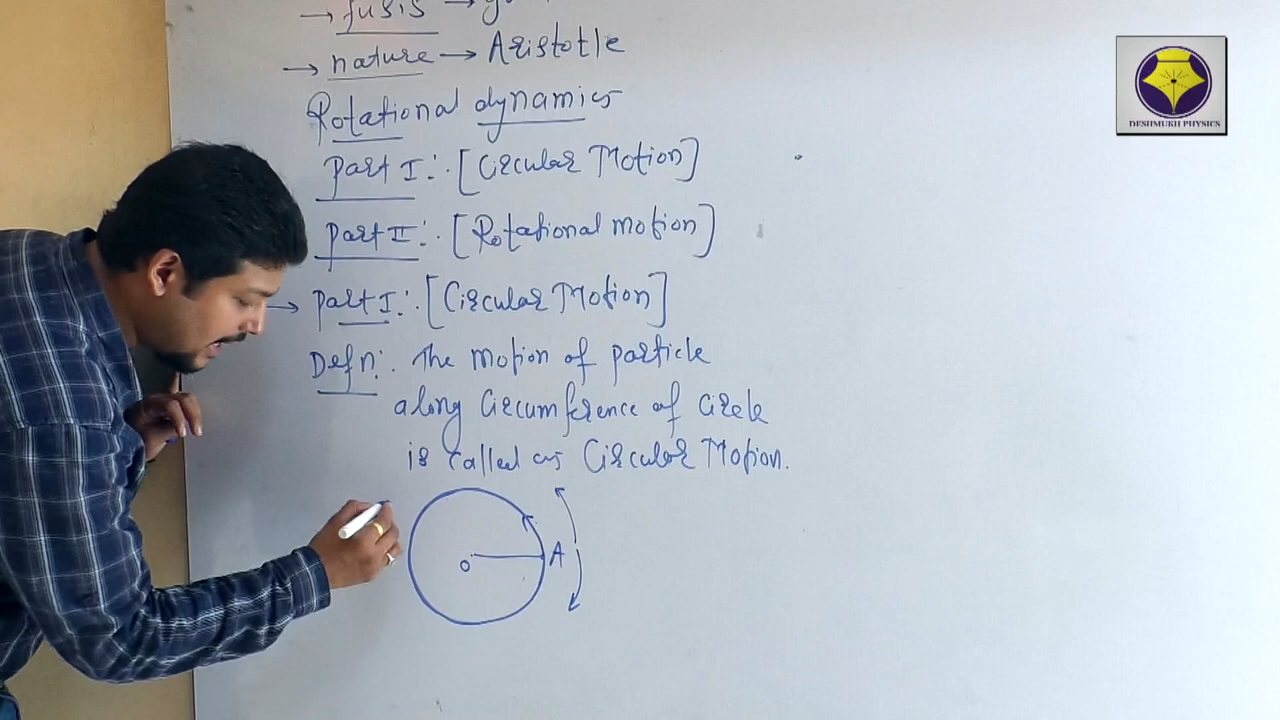 → fusis →
→ nature → Aristotle
Rotational dynamics
Part I :· [Circular Motion]
Part II :· [Rotational motion]
→ Part I :· [Circular Motion]
Defn :· The motion of particle
along Circumference of Circle
is called as Circular Motion.
O
A
DESHMUKH PHYSICS